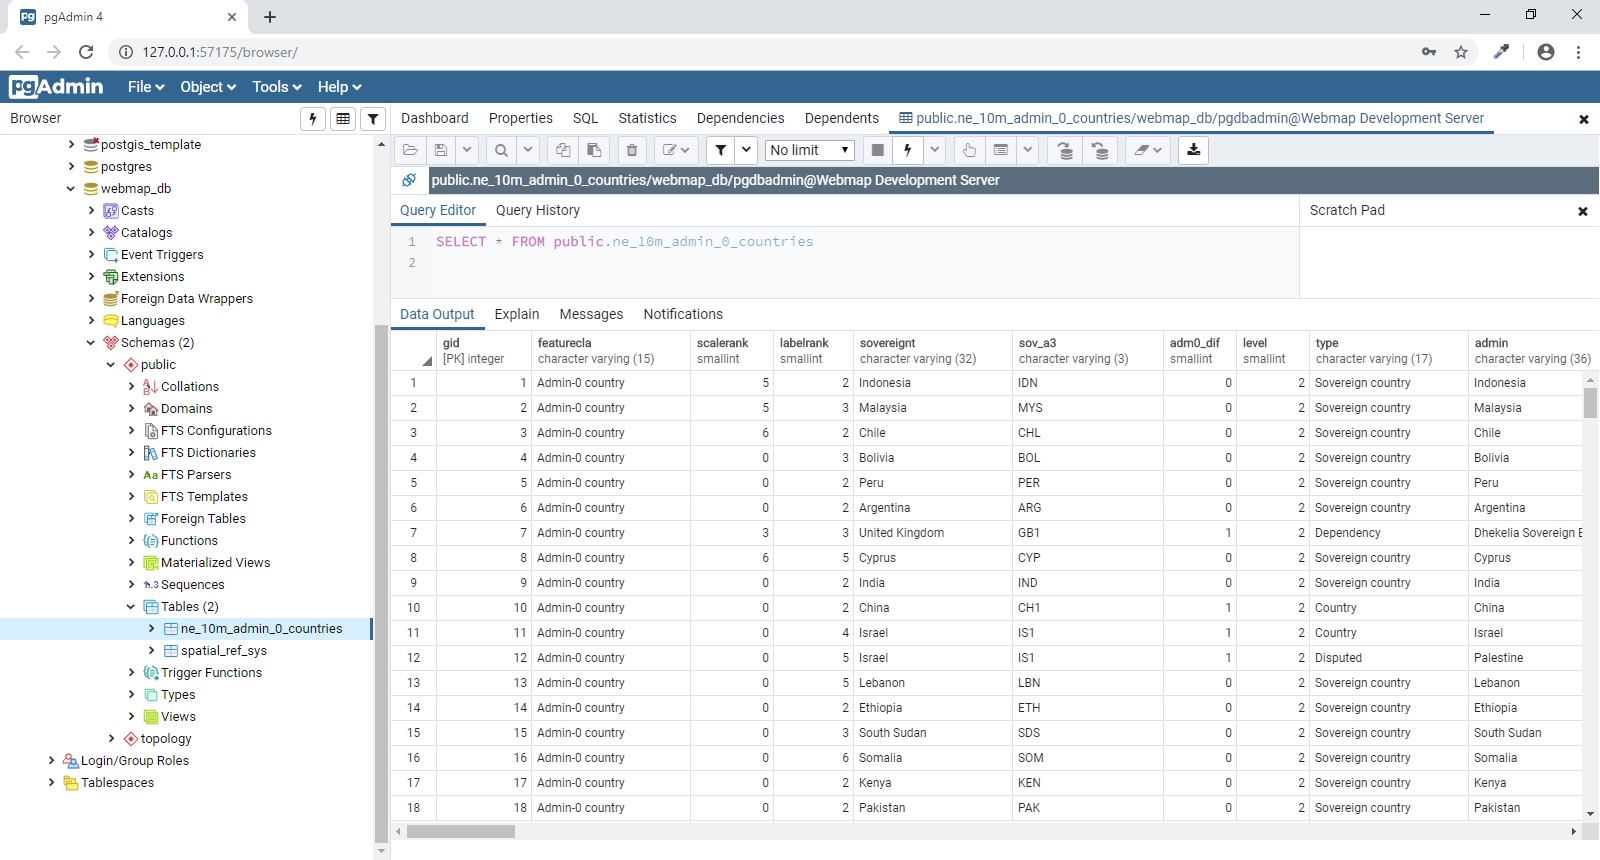 pgAdmin 4
127.0.0.1:57175/browser/
pgAdmin File Object Tools Help
Browser
Dashboard Properties SQL Statistics Dependencies Dependents public.ne_10m_admin_0_countries/webmap_db/pgdbadmin@Webmap Development Server
No limit
public.ne_10m_admin_0_countries/webmap_db/pgdbadmin@Webmap Development Server
postgis_template
postgres
webmap_db
Casts
Catalogs
Event Triggers
Extensions
Foreign Data Wrappers
Languages
Schemas (2)
public
Collations
Domains
FTS Configurations
FTS Dictionaries
Aa FTS Parsers
FTS Templates
Foreign Tables
Functions
Materialized Views
1..3 Sequences
Tables (2)
ne_10m_admin_0_countries
spatial_ref_sys
Trigger Functions
Types
Views
topology
Login/Group Roles
Tablespaces
Query Editor Query History
Scratch Pad
1 SELECT * FROM public.ne_10m_admin_0_countries
2
Data Output Explain Messages Notifications
gid featurecla scalerank labelrank sovereignt sov_a3 adm0_dif level type admin
[PK] integer character varying (15) smallint smallint character varying (32) character varying (3) smallint smallint character varying (17) character varying (36)
1 1 Admin-0 country 5 2 Indonesia IDN 0 2 Sovereign country Indonesia
2 2 Admin-0 country 5 3 Malaysia MYS 0 2 Sovereign country Malaysia
3 3 Admin-0 country 6 2 Chile CHL 0 2 Sovereign country Chile
4 4 Admin-0 country 0 3 Bolivia BOL 0 2 Sovereign country Bolivia
5 5 Admin-0 country 0 2 Peru PER 0 2 Sovereign country Peru
6 6 Admin-0 country 0 2 Argentina ARG 0 2 Sovereign country Argentina
7 7 Admin-0 country 3 3 United Kingdom GB1 1 2 Dependency Dhekelia Sovereign
8 8 Admin-0 country 6 5 Cyprus CYP 0 2 Sovereign country Cyprus
9 9 Admin-0 country 0 2 India IND 0 2 Sovereign country India
10 10 Admin-0 country 0 2 China CH1 1 2 Country China
11 11 Admin-0 country 0 4 Israel IS1 1 2 Country Israel
12 12 Admin-0 country 0 5 Israel IS1 1 2 Disputed Palestine
13 13 Admin-0 country 0 5 Lebanon LBN 0 2 Sovereign country Lebanon
14 14 Admin-0 country 0 2 Ethiopia ETH 0 2 Sovereign country Ethiopia
15 15 Admin-0 country 0 3 South Sudan SDS 0 2 Sovereign country South Sudan
16 16 Admin-0 country 0 6 Somalia SOM 0 2 Sovereign country Somalia
17 17 Admin-0 country 0 2 Kenya KEN 0 2 Sovereign country Kenya
18 18 Admin-0 country 0 2 Pakistan PAK 0 2 Sovereign country Pakistan